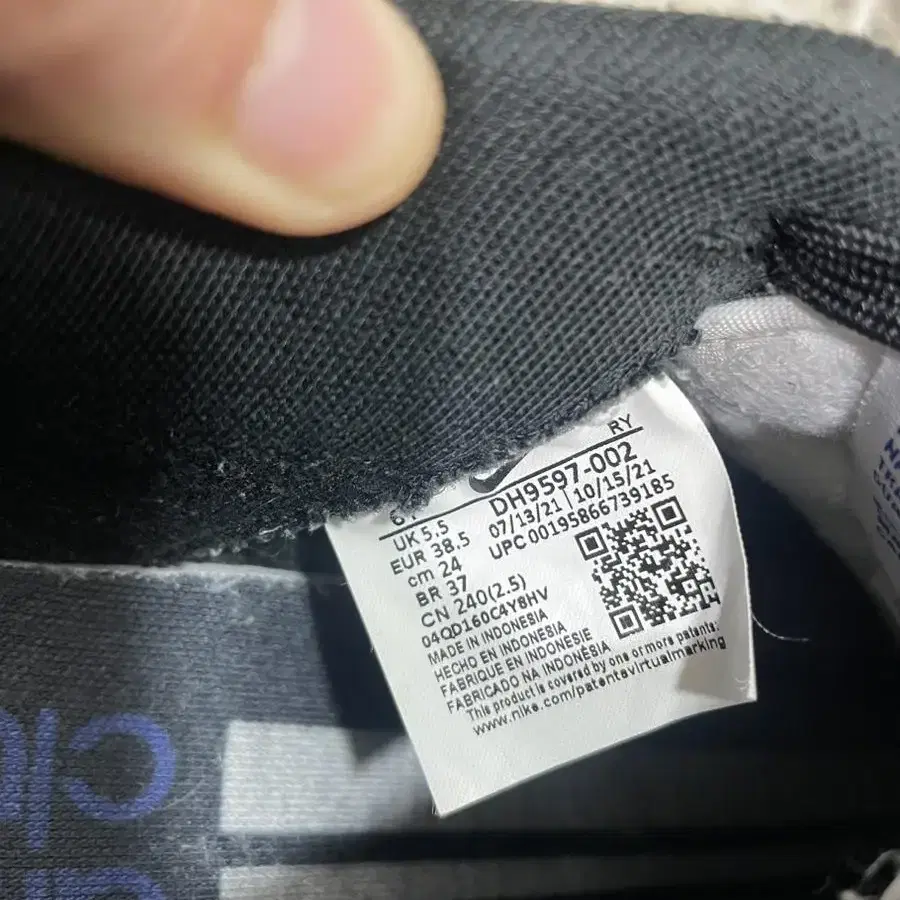 RY
DH9597-002
07/13/21 10/15/21
UPC 00195866739185
6
UK 5.5
EUR 38.5
cm 24
BR 37
CN 240(2.5)
04QD160C4Y8HV
MADE IN INDONESIA
HECHO EN INDONESIA
FABRIQUE EN INDONÉSIE
FABRICADO NA INDONÉSIA
This product is covered by one or more patents:
www.nike.com/patentsvirtualmarking